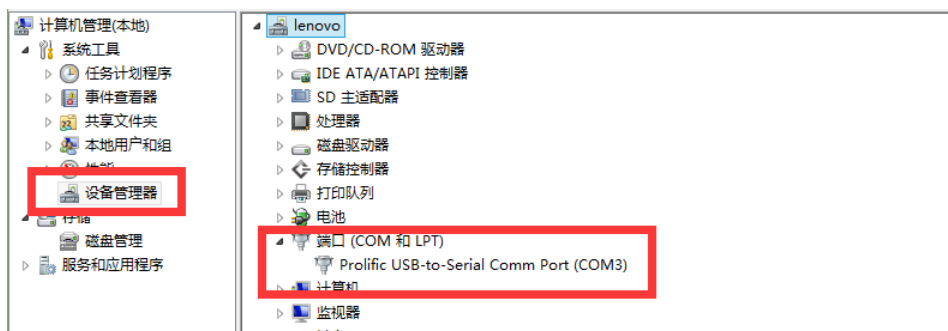 计算机管理(本地)
系统工具
任务计划程序
事件查看器
共享文件夹
本地用户和组
性能
设备管理器
存储
磁盘管理
服务和应用程序
lenovo
DVD/CD-ROM 驱动器
IDE ATA/ATAPI 控制器
SD 主适配器
处理器
磁盘驱动器
存储控制器
打印队列
电池
端口 (COM 和 LPT)
Prolific USB-to-Serial Comm Port (COM3)
计算机
监视器